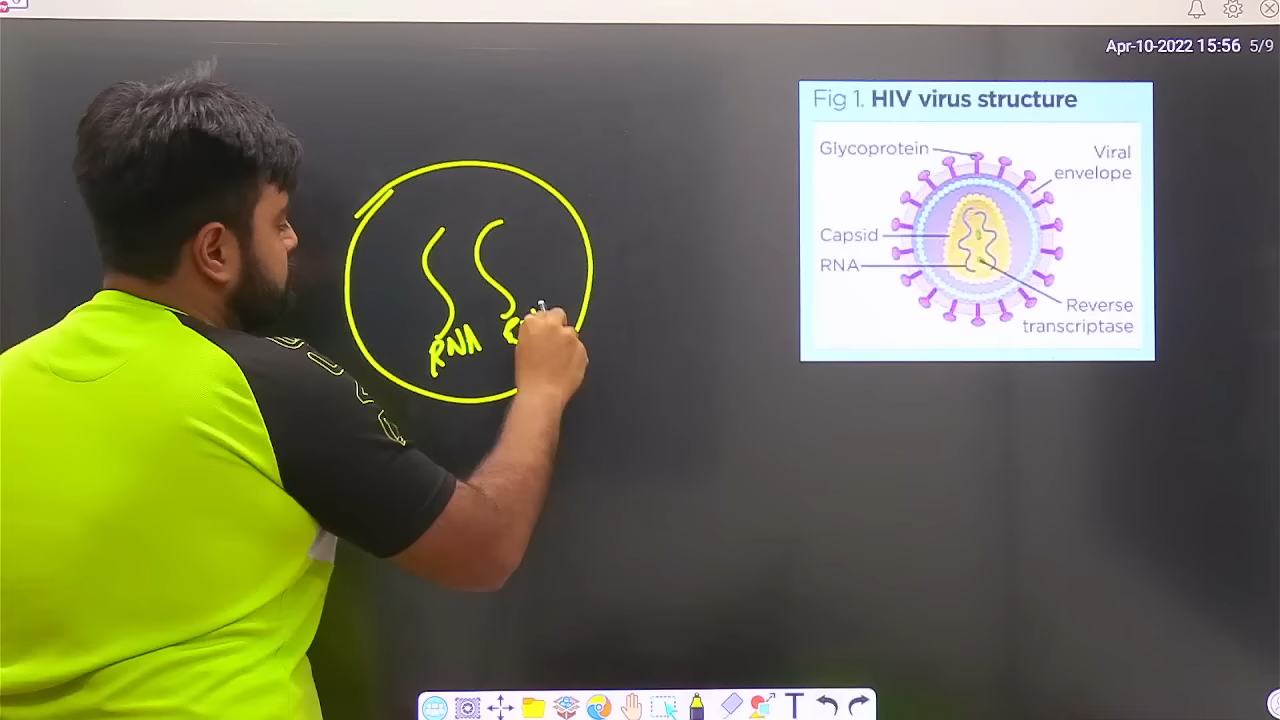 Apr-10-2022 15:56 5/9
Fig 1. HIV virus structure
Glycoprotein
Viral
envelope
Capsid
RNA
Reverse
transcriptase
RNA
T